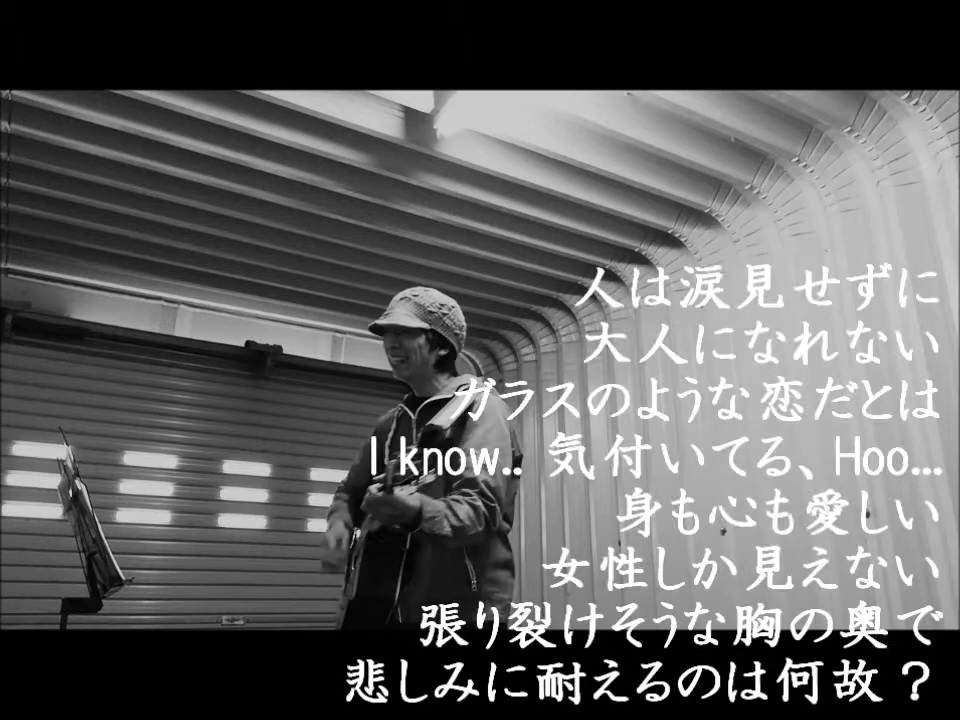 人は涙見せずに
大人になれない
ガラスのような恋だとは
I know.. 気付いてる、Hoo...
身も心も愛しい
女性しか見えない
張り裂けそうな胸の奥で
悲しみに耐えるのは何故？